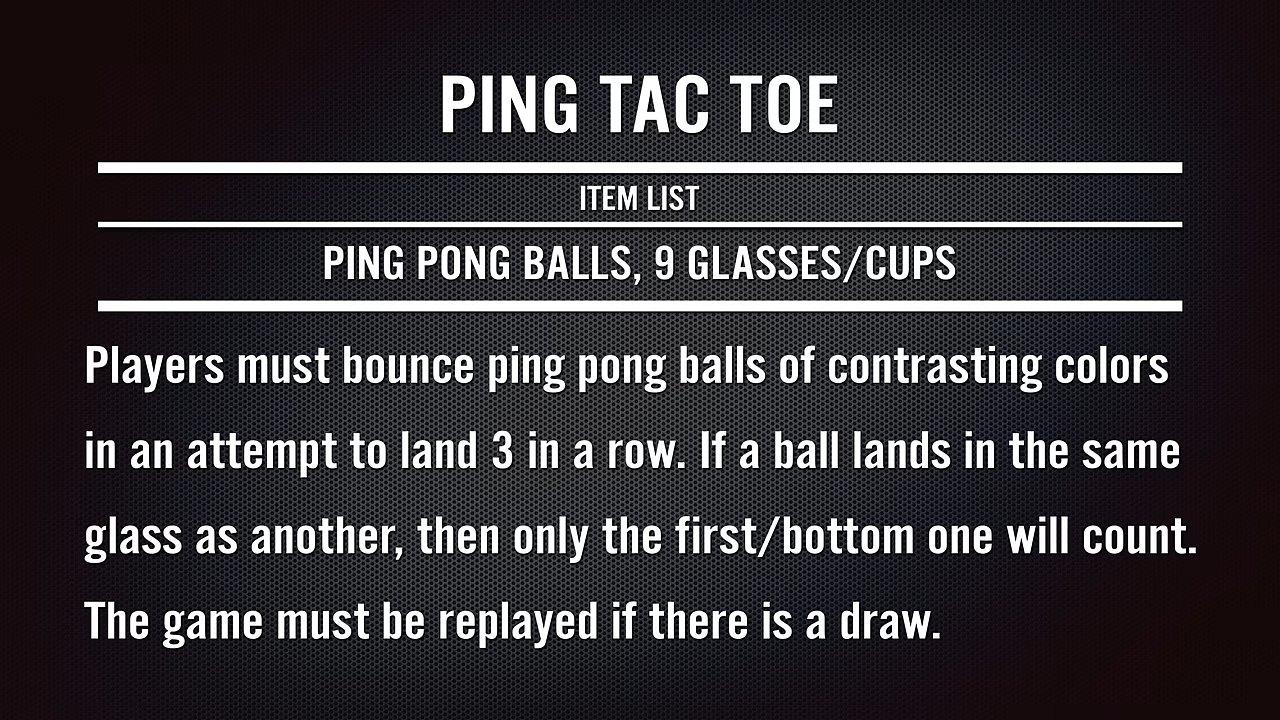 PING TAC TOE
ITEM LIST
PING PONG BALLS, 9 GLASSES/CUPS
Players must bounce ping pong balls of contrasting colors
in an attempt to land 3 in a row. If a ball lands in the same
glass as another, then only the first/bottom one will count.
The game must be replayed if there is a draw.